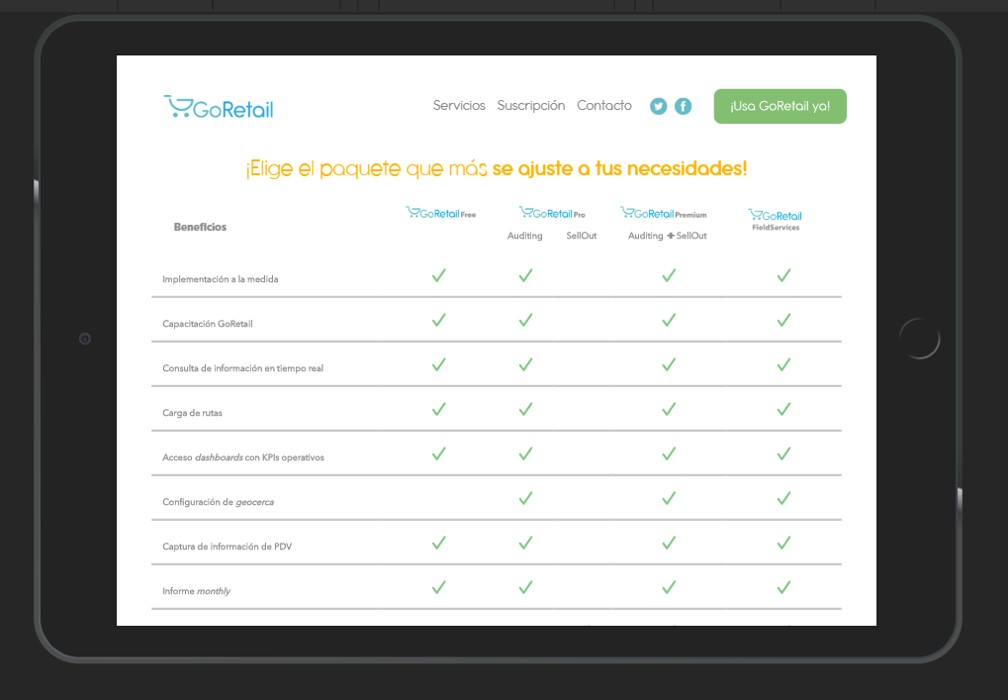 GoRetail
Servicios Suscripción Contacto
¡Usa GoRetail ya!
¡Elige el paquete que más se ajuste a tus necesidades!
Beneficios
GoRetail Free
GoRetail Pro
Auditing SellOut
GoRetail Premium
Auditing + SellOut
GoRetail
FieldServices
Implementación a la medida
Capacitación GoRetail
Consulta de información en tiempo real
Carga de rutas
Acceso dashboards con KPIs operativos
Configuración de geocerca
Captura de información de PDV
Informe monthly